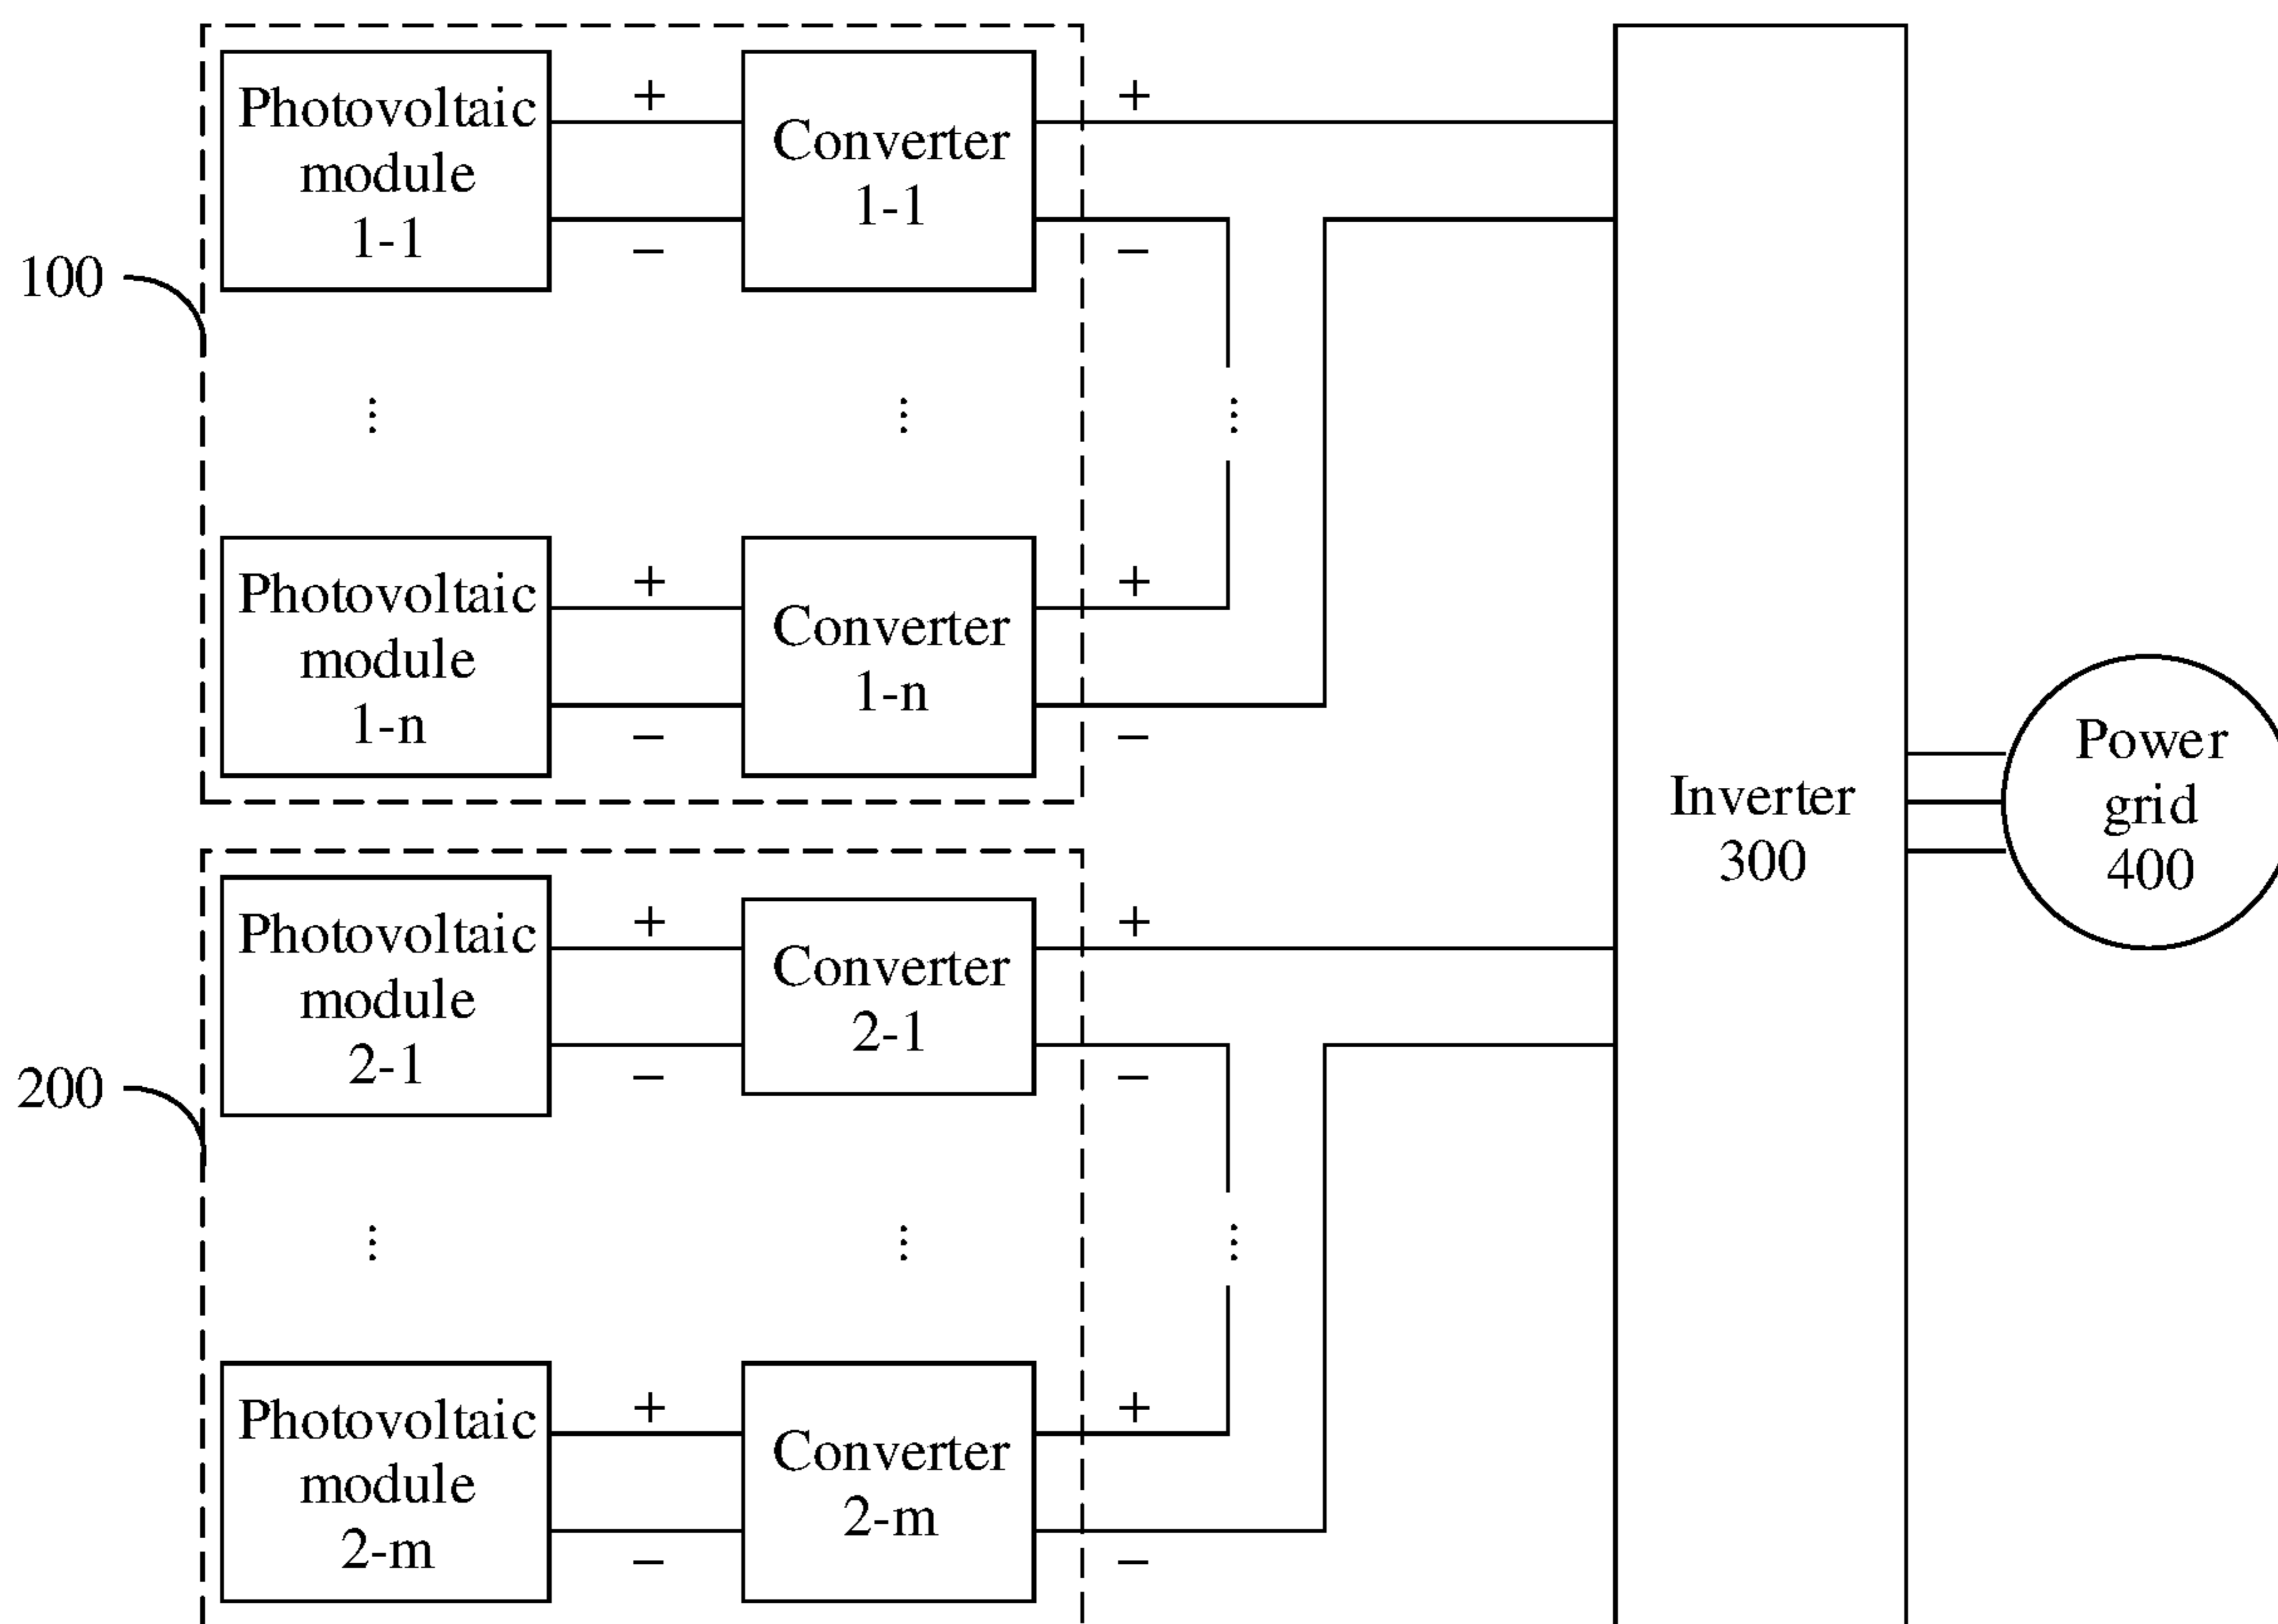 Photovoltaic
module
1-1
+
−
Converter
1-1
+
−
100
⋮
⋮
⋮
Photovoltaic
module
1-n
+
−
Converter
1-n
+
−
Inverter
300
Power
grid
400
Photovoltaic
module
2-1
+
−
Converter
2-1
+
−
200
⋮
⋮
⋮
Photovoltaic
module
2-m
+
−
Converter
2-m
+
−